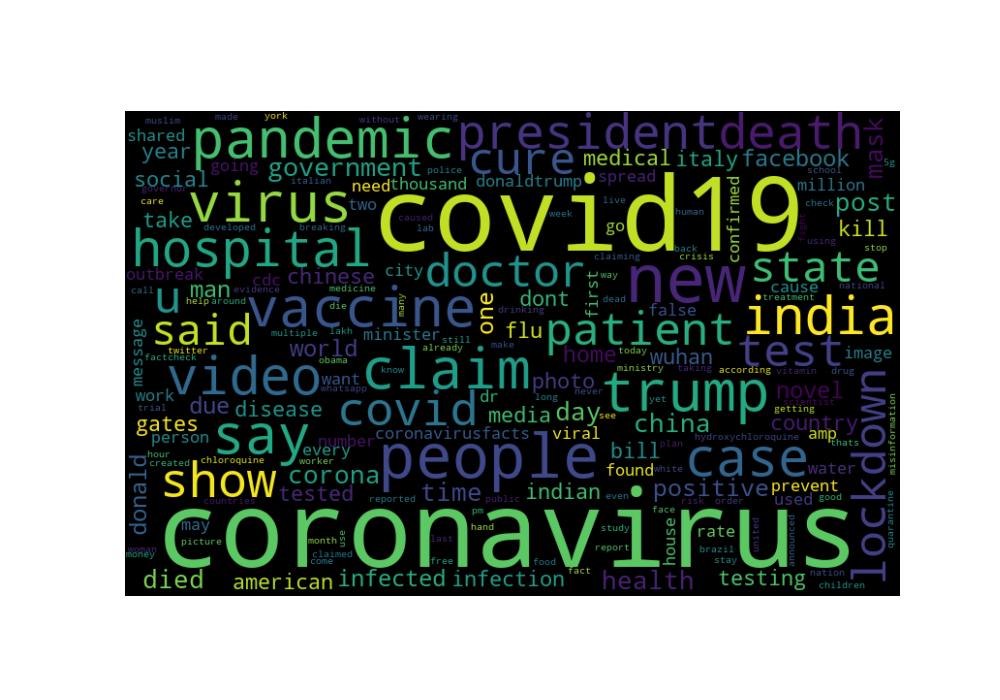 muslim made york without wearing
shared pandemic president death mask 5g
year going government cure medical italy facebook
police school
social italian need thousand donaldtrump spread million
governor care two virus covid19 confirmed check post
take developed breaking caused lab week live human go using fight kill
hospital back crisis stop
claiming state
outbreak cdc chinese city doctor first way new cause national
call man evidence medicine dead treatment
u help around die many vaccine one dont drinking false india
said multiple lakh minister still flu patient
message twitter world already make home today wuhan test image
factcheck obama ministry taking according vitamin drug
video want know claim photo never trump novel
whatsapp dr long yet scientist
work trial due disease covid media day see getting country
gates number coronavirusfacts viral china hydroxychloroquine amp
person every bill plan thats water
hour created say chloroquine worker people found white case lockdown misinformation
donald show corona indian positive prevent
tested reported time public even risk order used good
countries
may pm hand study face rate united announced quarantine
picture month use last coronavirus report house brazil
woman money claimed come free food stay nation
fact
died american infected infection health testing children